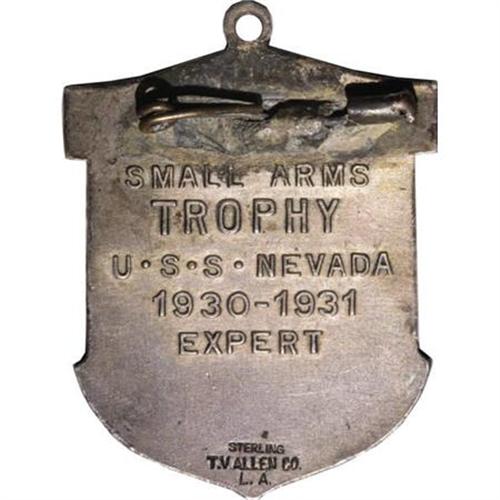 SMALL ARMS
TROPHY
U·S·S·NEVADA
1930-1931
EXPERT
STERLING
T.V.ALLEN CO.
L.A.